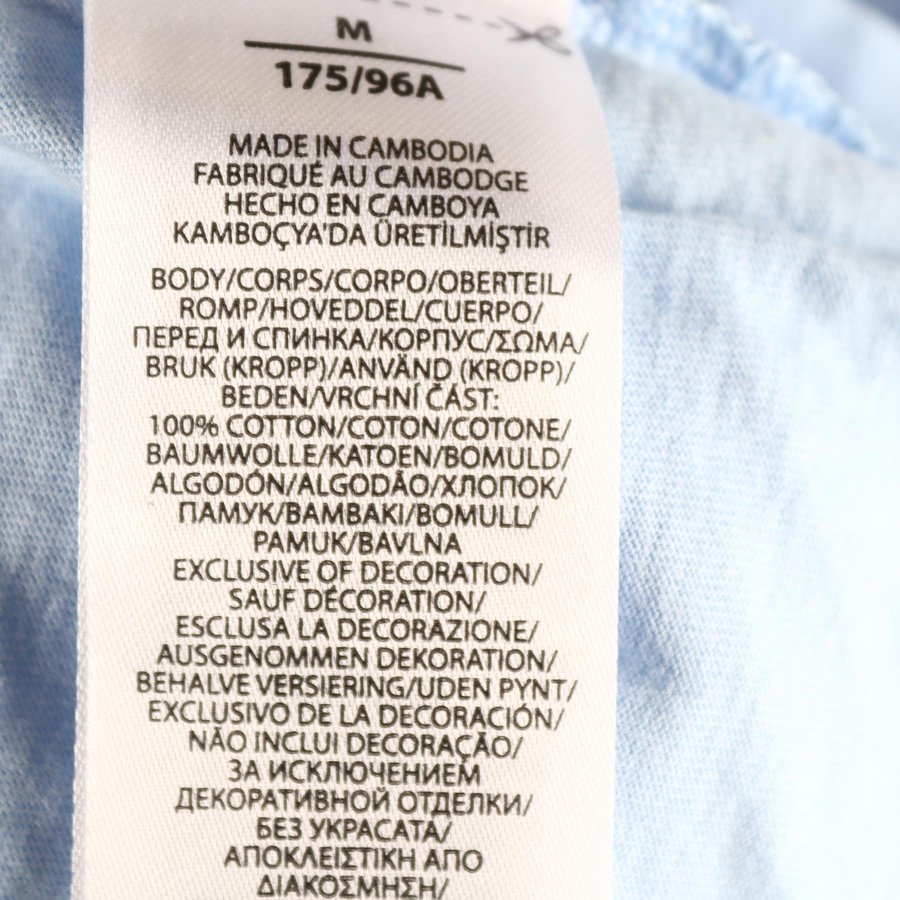 M
175/96A
MADE IN CAMBODIA
FABRIQUÉ AU CAMBODGE
HECHO EN CAMBOYA
KAMBOÇYA'DA ÜRETİLMİŞTİR
BODY/CORPS/CORPO/OBERTEIL/
ROMP/HOVEDDEL/CUERPO/
ПЕРЕД И СПИНКА/КОРПУС/ΣΩΜΑ/
BRUK (KROPP)/ANVÄND (KROPP)/
BEDEN/VRCHNÍ ČÁST:
100% COTTON/COTON/COTONE/
BAUMWOLLE/KATOEN/BOMULD/
ALGODÓN/ALGODÃO/ХЛОПОК/
ПАМУК/ΒΑΜΒΑΚΙ/BOMULL/
PAMUK/BAVLNA
EXCLUSIVE OF DECORATION/
SAUF DÉCORATION/
ESCLUSA LA DECORAZIONE/
AUSGENOMMEN DEKORATION/
BEHALVE VERSIERING/UDEN PYNT/
EXCLUSIVO DE LA DECORACIÓN/
NÃO INCLUI DECORAÇÃO/
ЗА ИСКЛЮЧЕНИЕМ
ДЕКОРАТИВНОЙ ОТДЕЛКИ/
БЕЗ УКРАСАТА/
ΑΠΟΚΛΕΙΣΤΙΚΗ ΑΠΟ
ΔΙΑΚΟΣΜΗΣΗ/